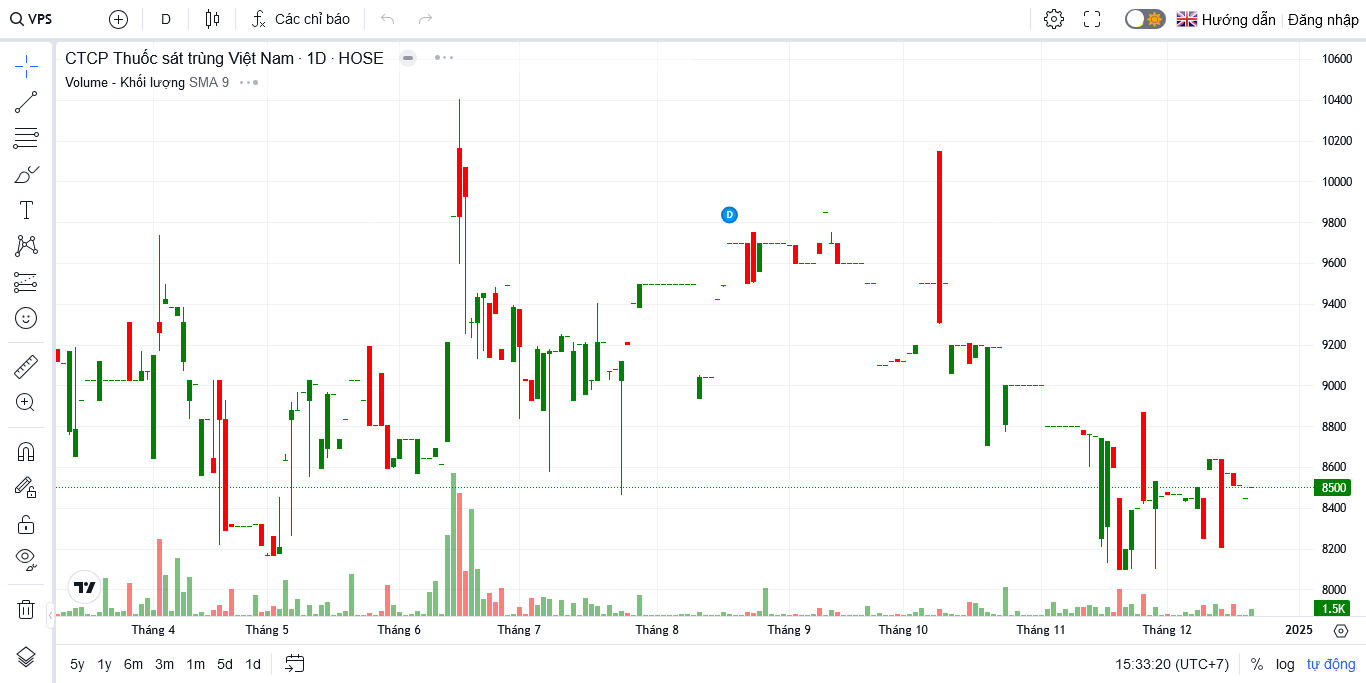 VPS D Các chỉ báo Hướng dẫn Đăng nhập
CTCP Thuốc sát trùng Việt Nam · 1D · HOSE
Volume - Khối lượng SMA 9
10600
10400
10200
10000
9800
D
9600
9400
9200
9000
8800
8600
8500
8400
8200
8000
1.5K
Tháng 4 Tháng 5 Tháng 6 Tháng 7 Tháng 8 Tháng 9 Tháng 10 Tháng 11 Tháng 12 2025
5y 1y 6m 3m 1m 5d 1d 15:33:20 (UTC+7) % log tự động